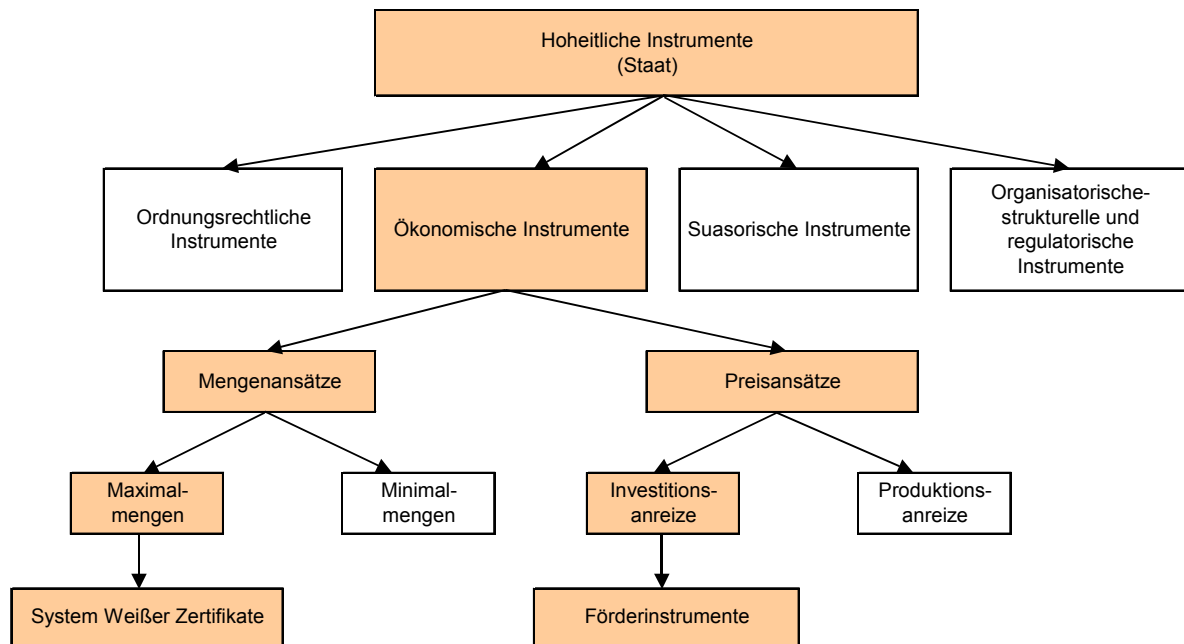 Hoheitliche Instrumente
(Staat)
Ordnungsrechtliche
Instrumente
Ökonomische Instrumente
Suasorische Instrumente
Organisatorische-
strukturelle und
regulatorische
Instrumente
Mengenansätze
Preisansätze
Maximal-
mengen
Minimal-
mengen
Investitions-
anreize
Produktions-
anreize
System Weißer Zertifikate
Förderinstrumente